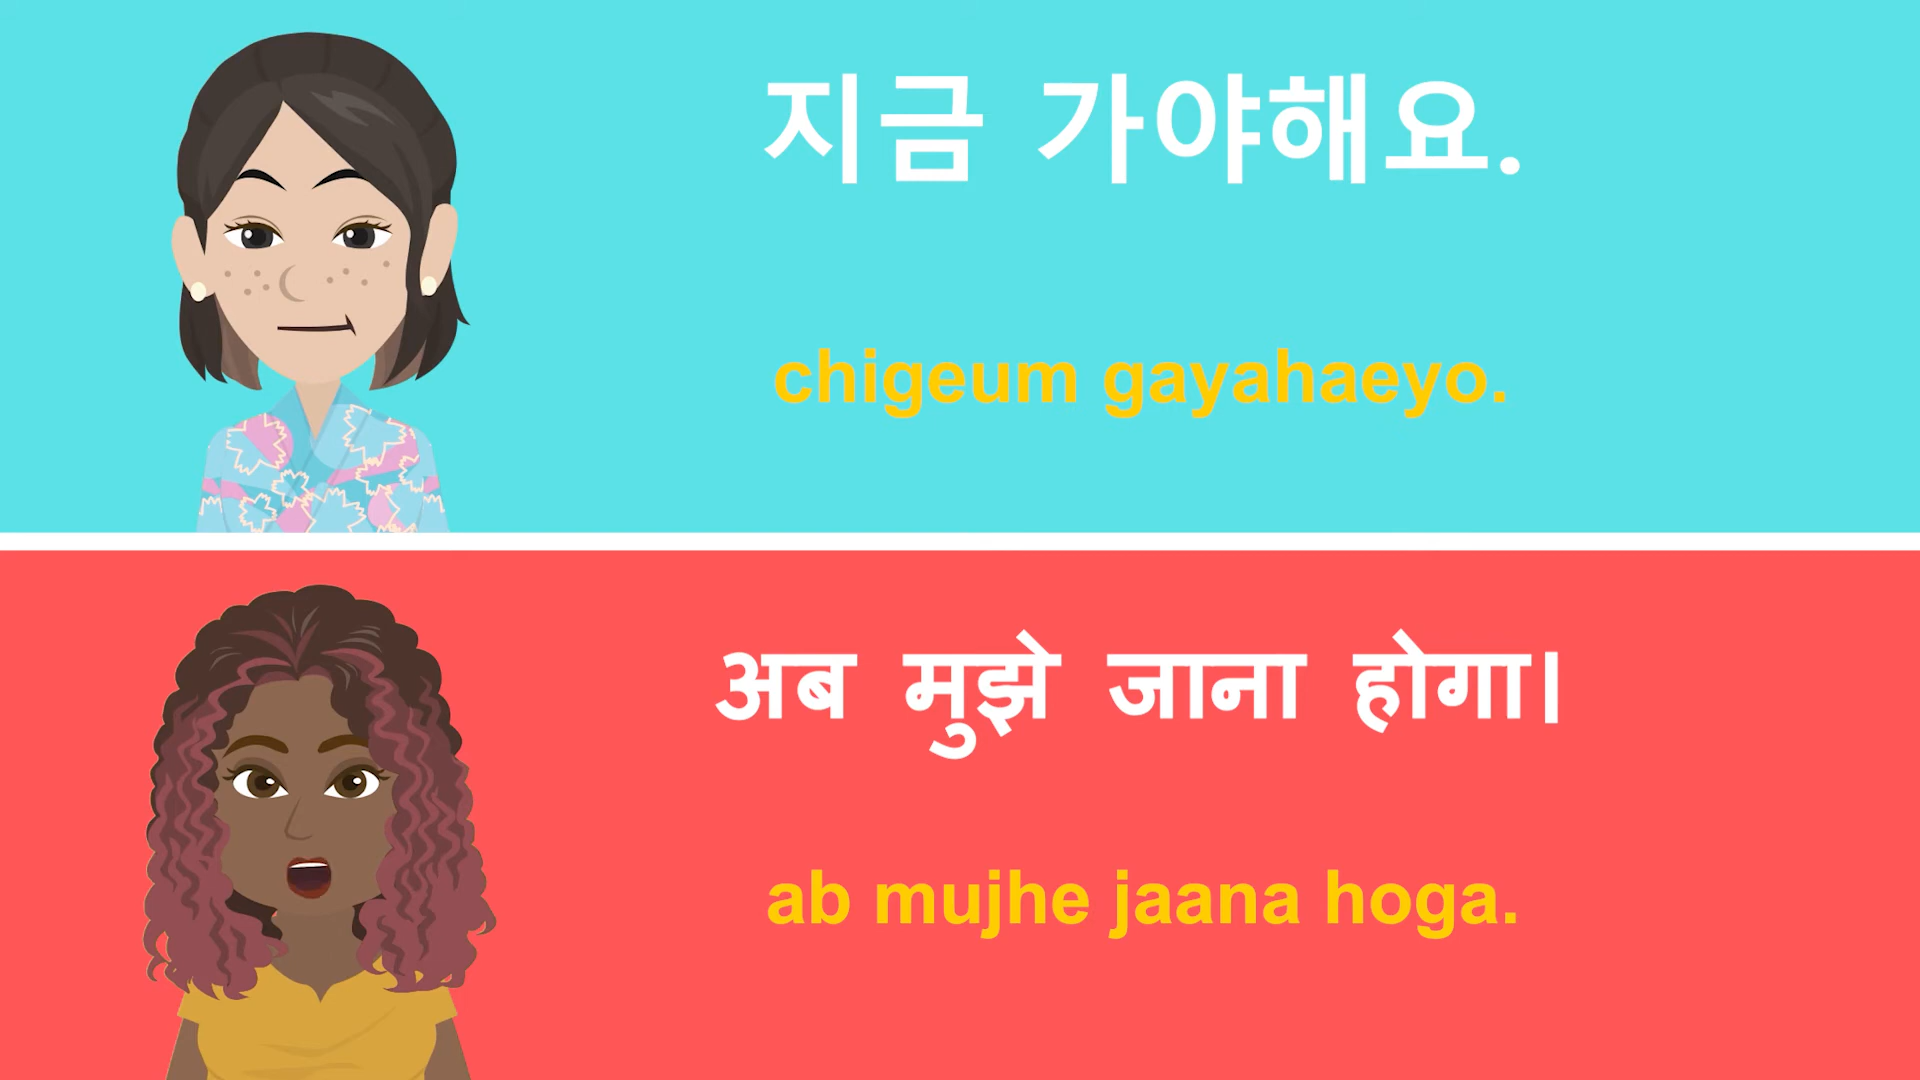 지금 가야해요.
chigeum gayahaeyo.
अब मुझे जाना होगा।
ab mujhe jaana hoga.